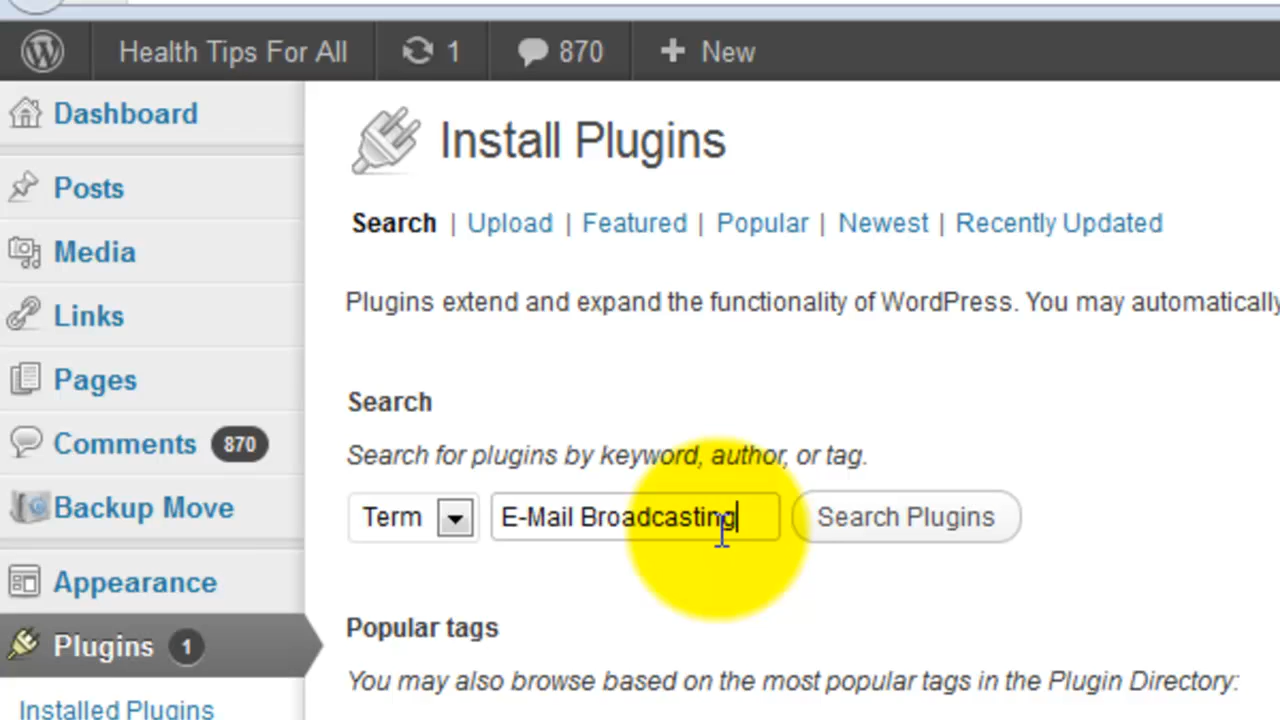 Health Tips For All 1 870 + New
Dashboard
Posts
Media
Links
Pages
Comments 870
Backup Move
Appearance
Plugins 1
Installed Plugins
Install Plugins
Search | Upload | Featured | Popular | Newest | Recently Updated
Plugins extend and expand the functionality of WordPress. You may automatically
Search
Search for plugins by keyword, author, or tag.
Term E-Mail Broadcasting Search Plugins
Popular tags
You may also browse based on the most popular tags in the Plugin Directory: